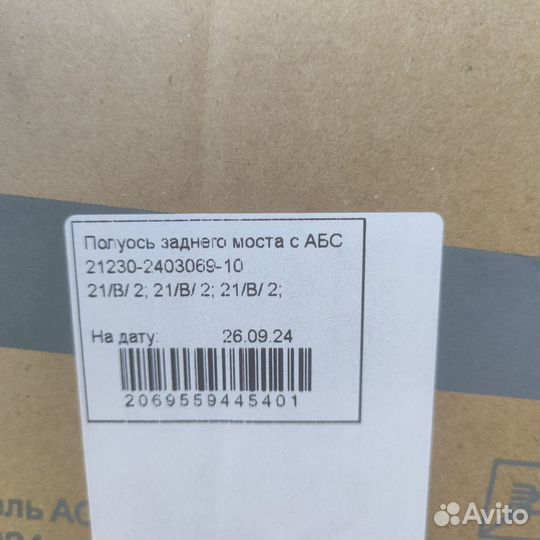 Полуось заднего моста с АБС
21230-2403069-10
21/В/ 2; 21/В/ 2; 21/В/ 2;
На дату: 26.09.24
2069559445401
Avito